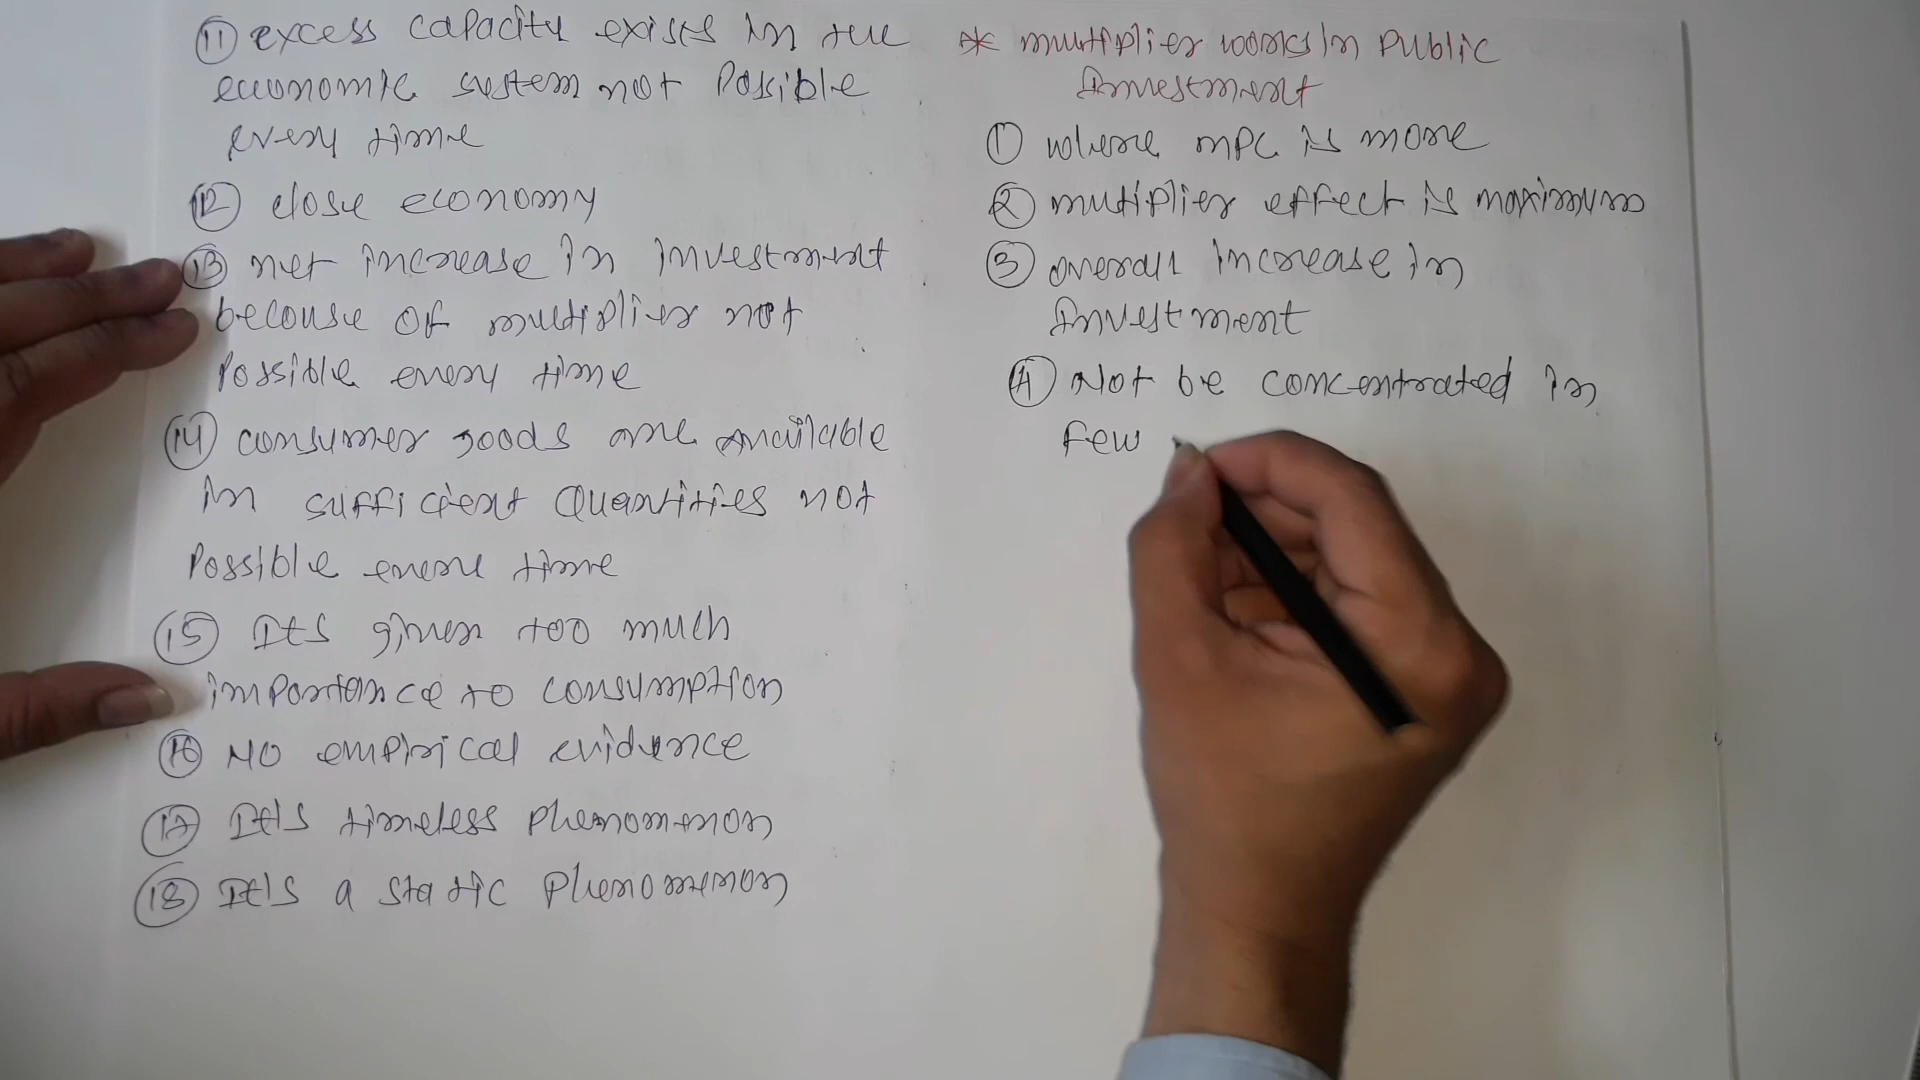 11 excess capacity exists in the
economic system not possible
every time
12 close economy
13 net increase in investment
becouse of multiplier not
possible every time
14 consumer goods are available
in sufficient quantities not
possible every time
15 Its given too much
importance to consumption
16 NO empirical evidence
17 It's timeless phenomenon
18 It's a static phenomenon
* multiplier works in public
Investment
1 where mpc is more
2 multiplier effect is maximum
3 overall increase in
Investment
4 Not be concentrated in
few